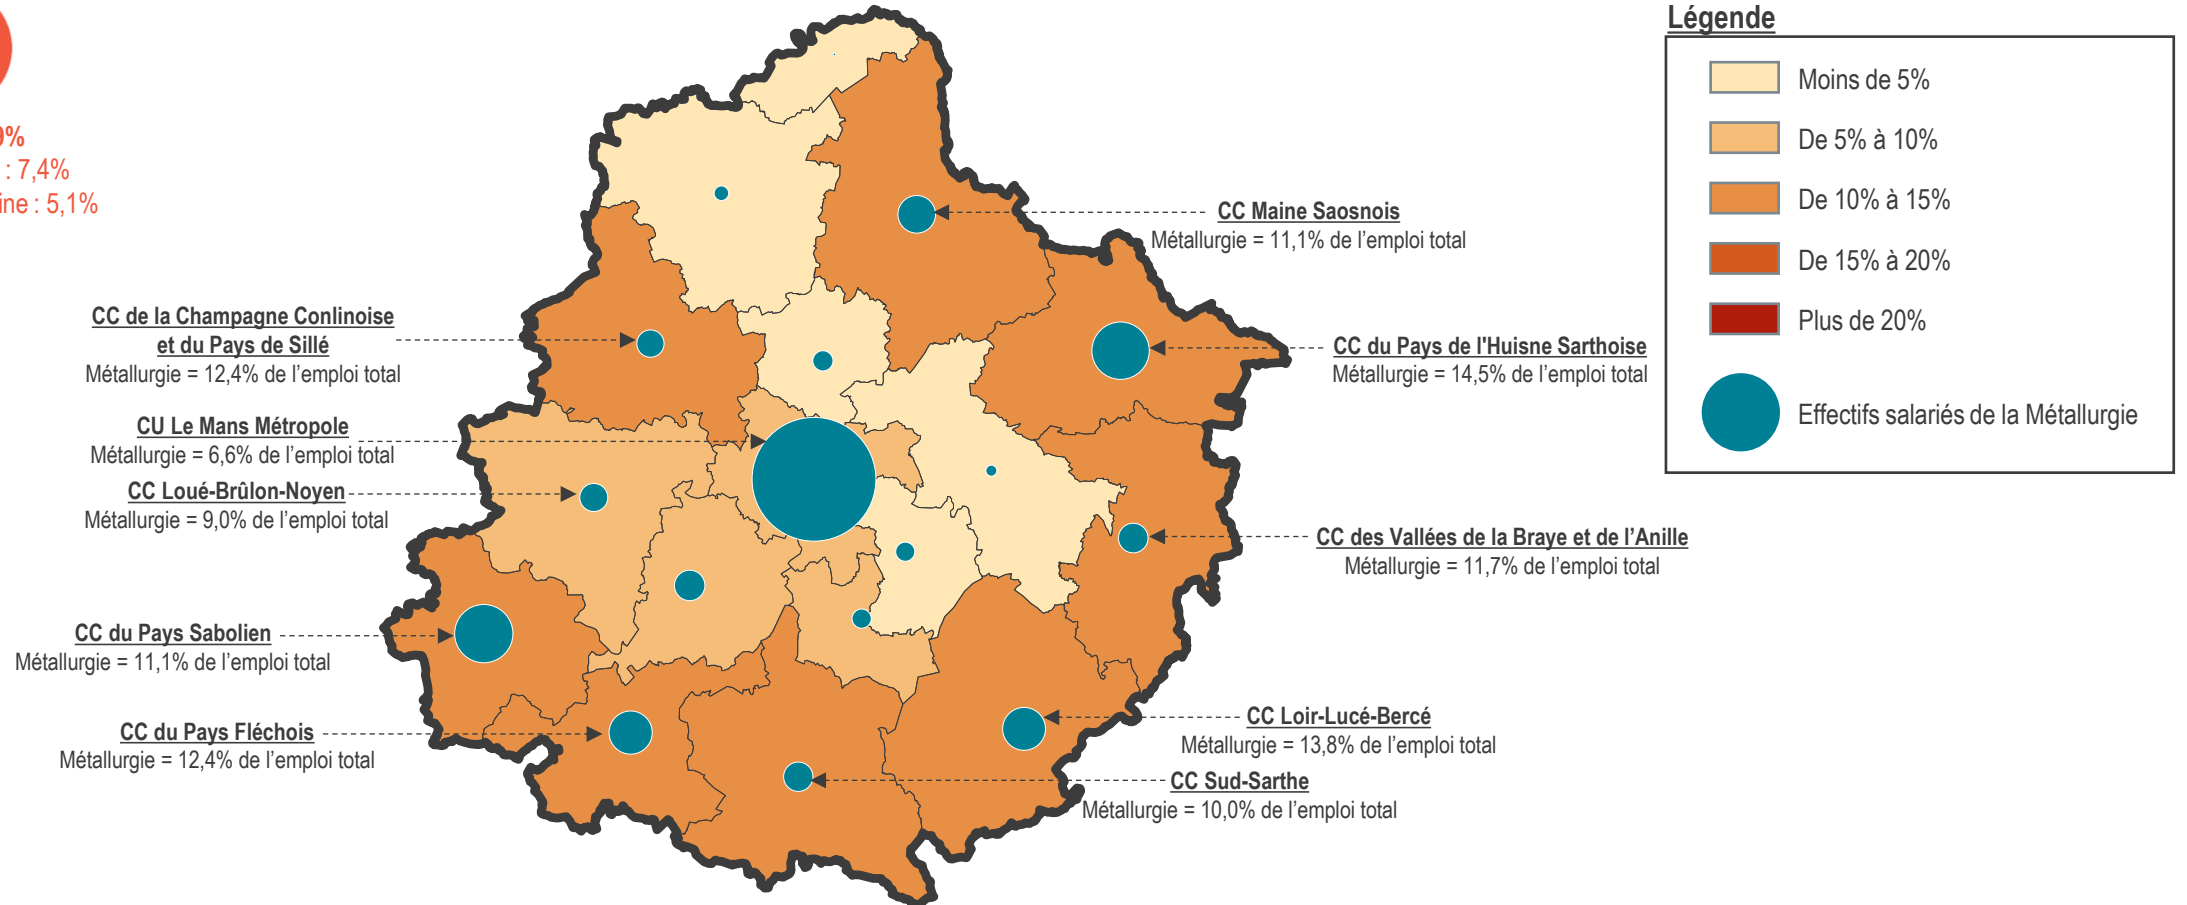 9%
: 7,4%
ine : 5,1%
Légende
Moins de 5%
De 5% à 10%
De 10% à 15%
De 15% à 20%
Plus de 20%
Effectifs salariés de la Métallurgie
CC Maine Saosnois
Métallurgie = 11,1% de l'emploi total
CC de la Champagne Conlinoise
et du Pays de Sillé
Métallurgie = 12,4% de l'emploi total
CC du Pays de l'Huisne Sarthoise
Métallurgie = 14,5% de l'emploi total
CU Le Mans Métropole
Métallurgie = 6,6% de l'emploi total
CC Loué-Brûlon-Noyen
Métallurgie = 9,0% de l'emploi total
CC des Vallées de la Braye et de l'Anille
Métallurgie = 11,7% de l'emploi total
CC du Pays Sabolien
Métallurgie = 11,1% de l'emploi total
CC du Pays Fléchois
Métallurgie = 12,4% de l'emploi total
CC Loir-Lucé-Bercé
Métallurgie = 13,8% de l'emploi total
CC Sud-Sarthe
Métallurgie = 10,0% de l'emploi total